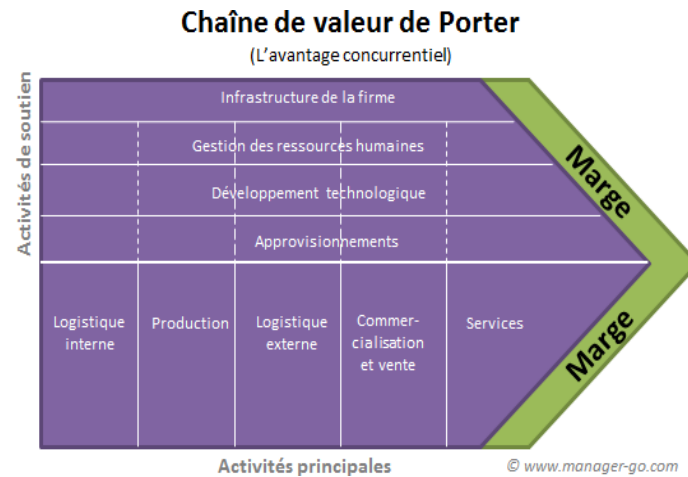 Chaîne de valeur de Porter
(L'avantage concurrentiel)
Activités de soutien
Infrastructure de la firme
Gestion des ressources humaines
Développement technologique
Approvisionnements
Marge
Logistique
interne
Production
Logistique
externe
Commer-
cialisation
et vente
Services
Marge
Activités principales
© www.manager-go.com